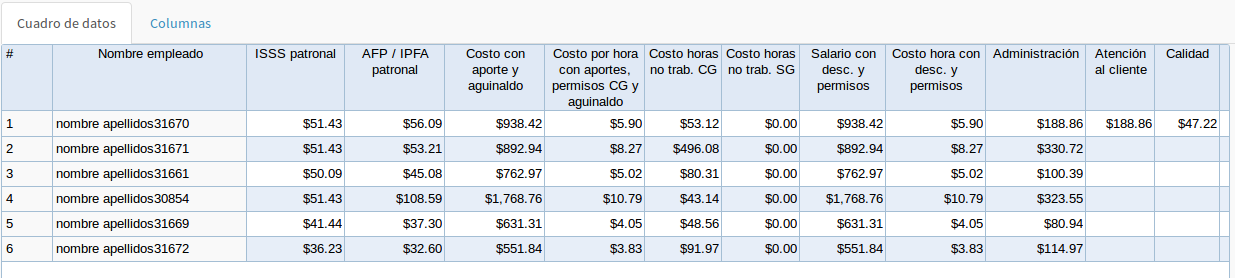 Cuadro de datos Columnas
# Nombre empleado ISSS patronal AFP / IPFA patronal Costo con aporte y aguinaldo Costo por hora con aportes, permisos CG y aguinaldo Costo horas no trab. CG Costo horas no trab. SG Salario con desc. y permisos Costo hora con desc. y permisos Administración Atención al cliente Calidad
1 nombre apellidos31670 $51.43 $56.09 $938.42 $5.90 $53.12 $0.00 $938.42 $5.90 $188.86 $188.86 $47.22
2 nombre apellidos31671 $51.43 $53.21 $892.94 $8.27 $496.08 $0.00 $892.94 $8.27 $330.72
3 nombre apellidos31661 $50.09 $45.08 $762.97 $5.02 $80.31 $0.00 $762.97 $5.02 $100.39
4 nombre apellidos30854 $51.43 $108.59 $1,768.76 $10.79 $43.14 $0.00 $1,768.76 $10.79 $323.55
5 nombre apellidos31669 $41.44 $37.30 $631.31 $4.05 $48.56 $0.00 $631.31 $4.05 $80.94
6 nombre apellidos31672 $36.23 $32.60 $551.84 $3.83 $91.97 $0.00 $551.84 $3.83 $114.97